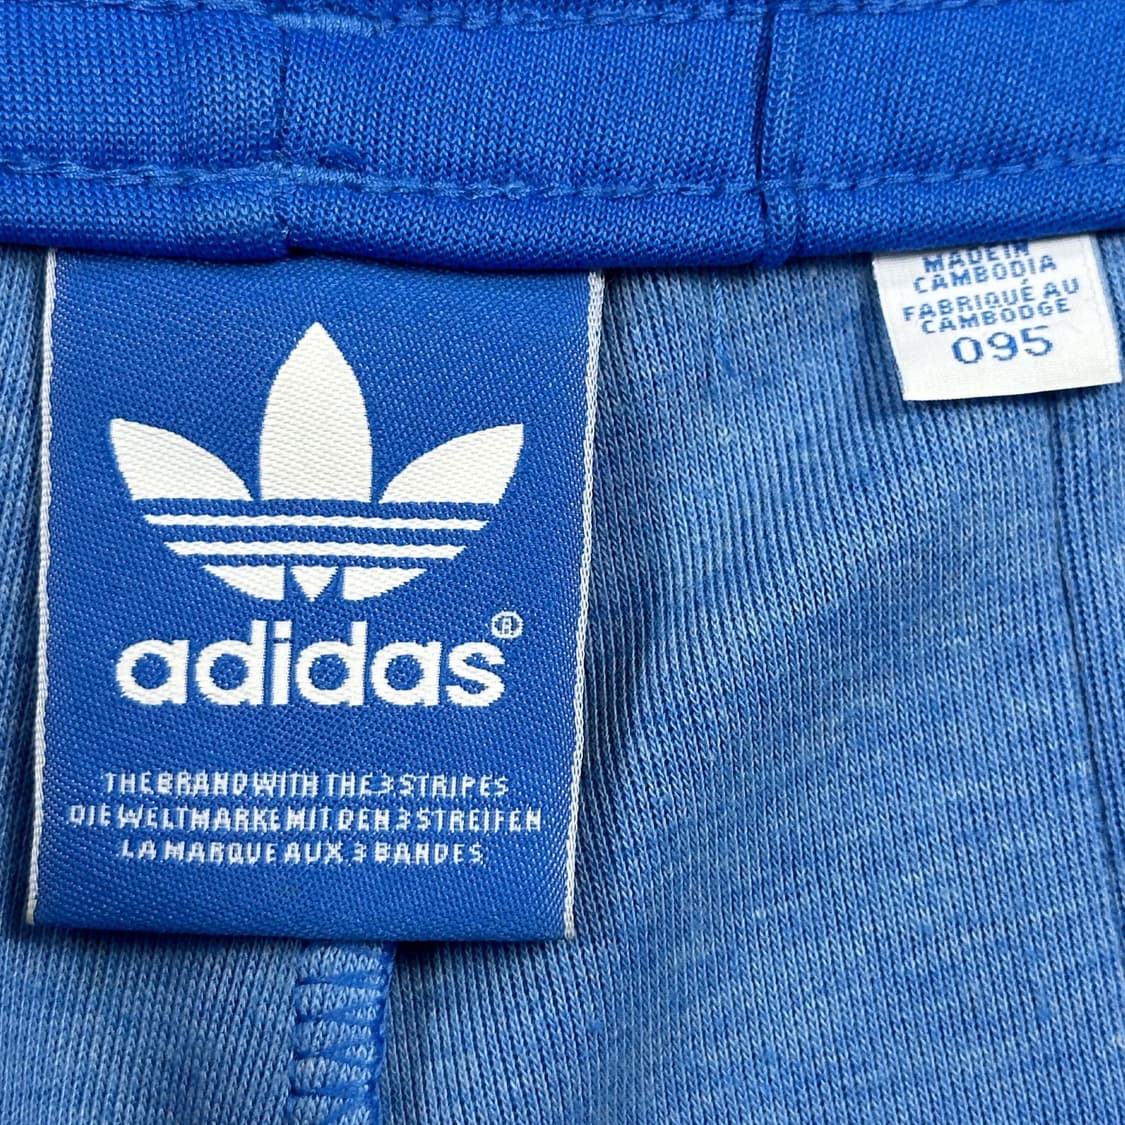 adidas®
THE BRAND WITH THE 3 STRIPES
DIE WELTMARKE MIT DEN 3 STREIFEN
LA MARQUE AUX 3 BANDES
MADE IN
CAMBODIA
FABRIQUÉ AU
CAMBODGE
095